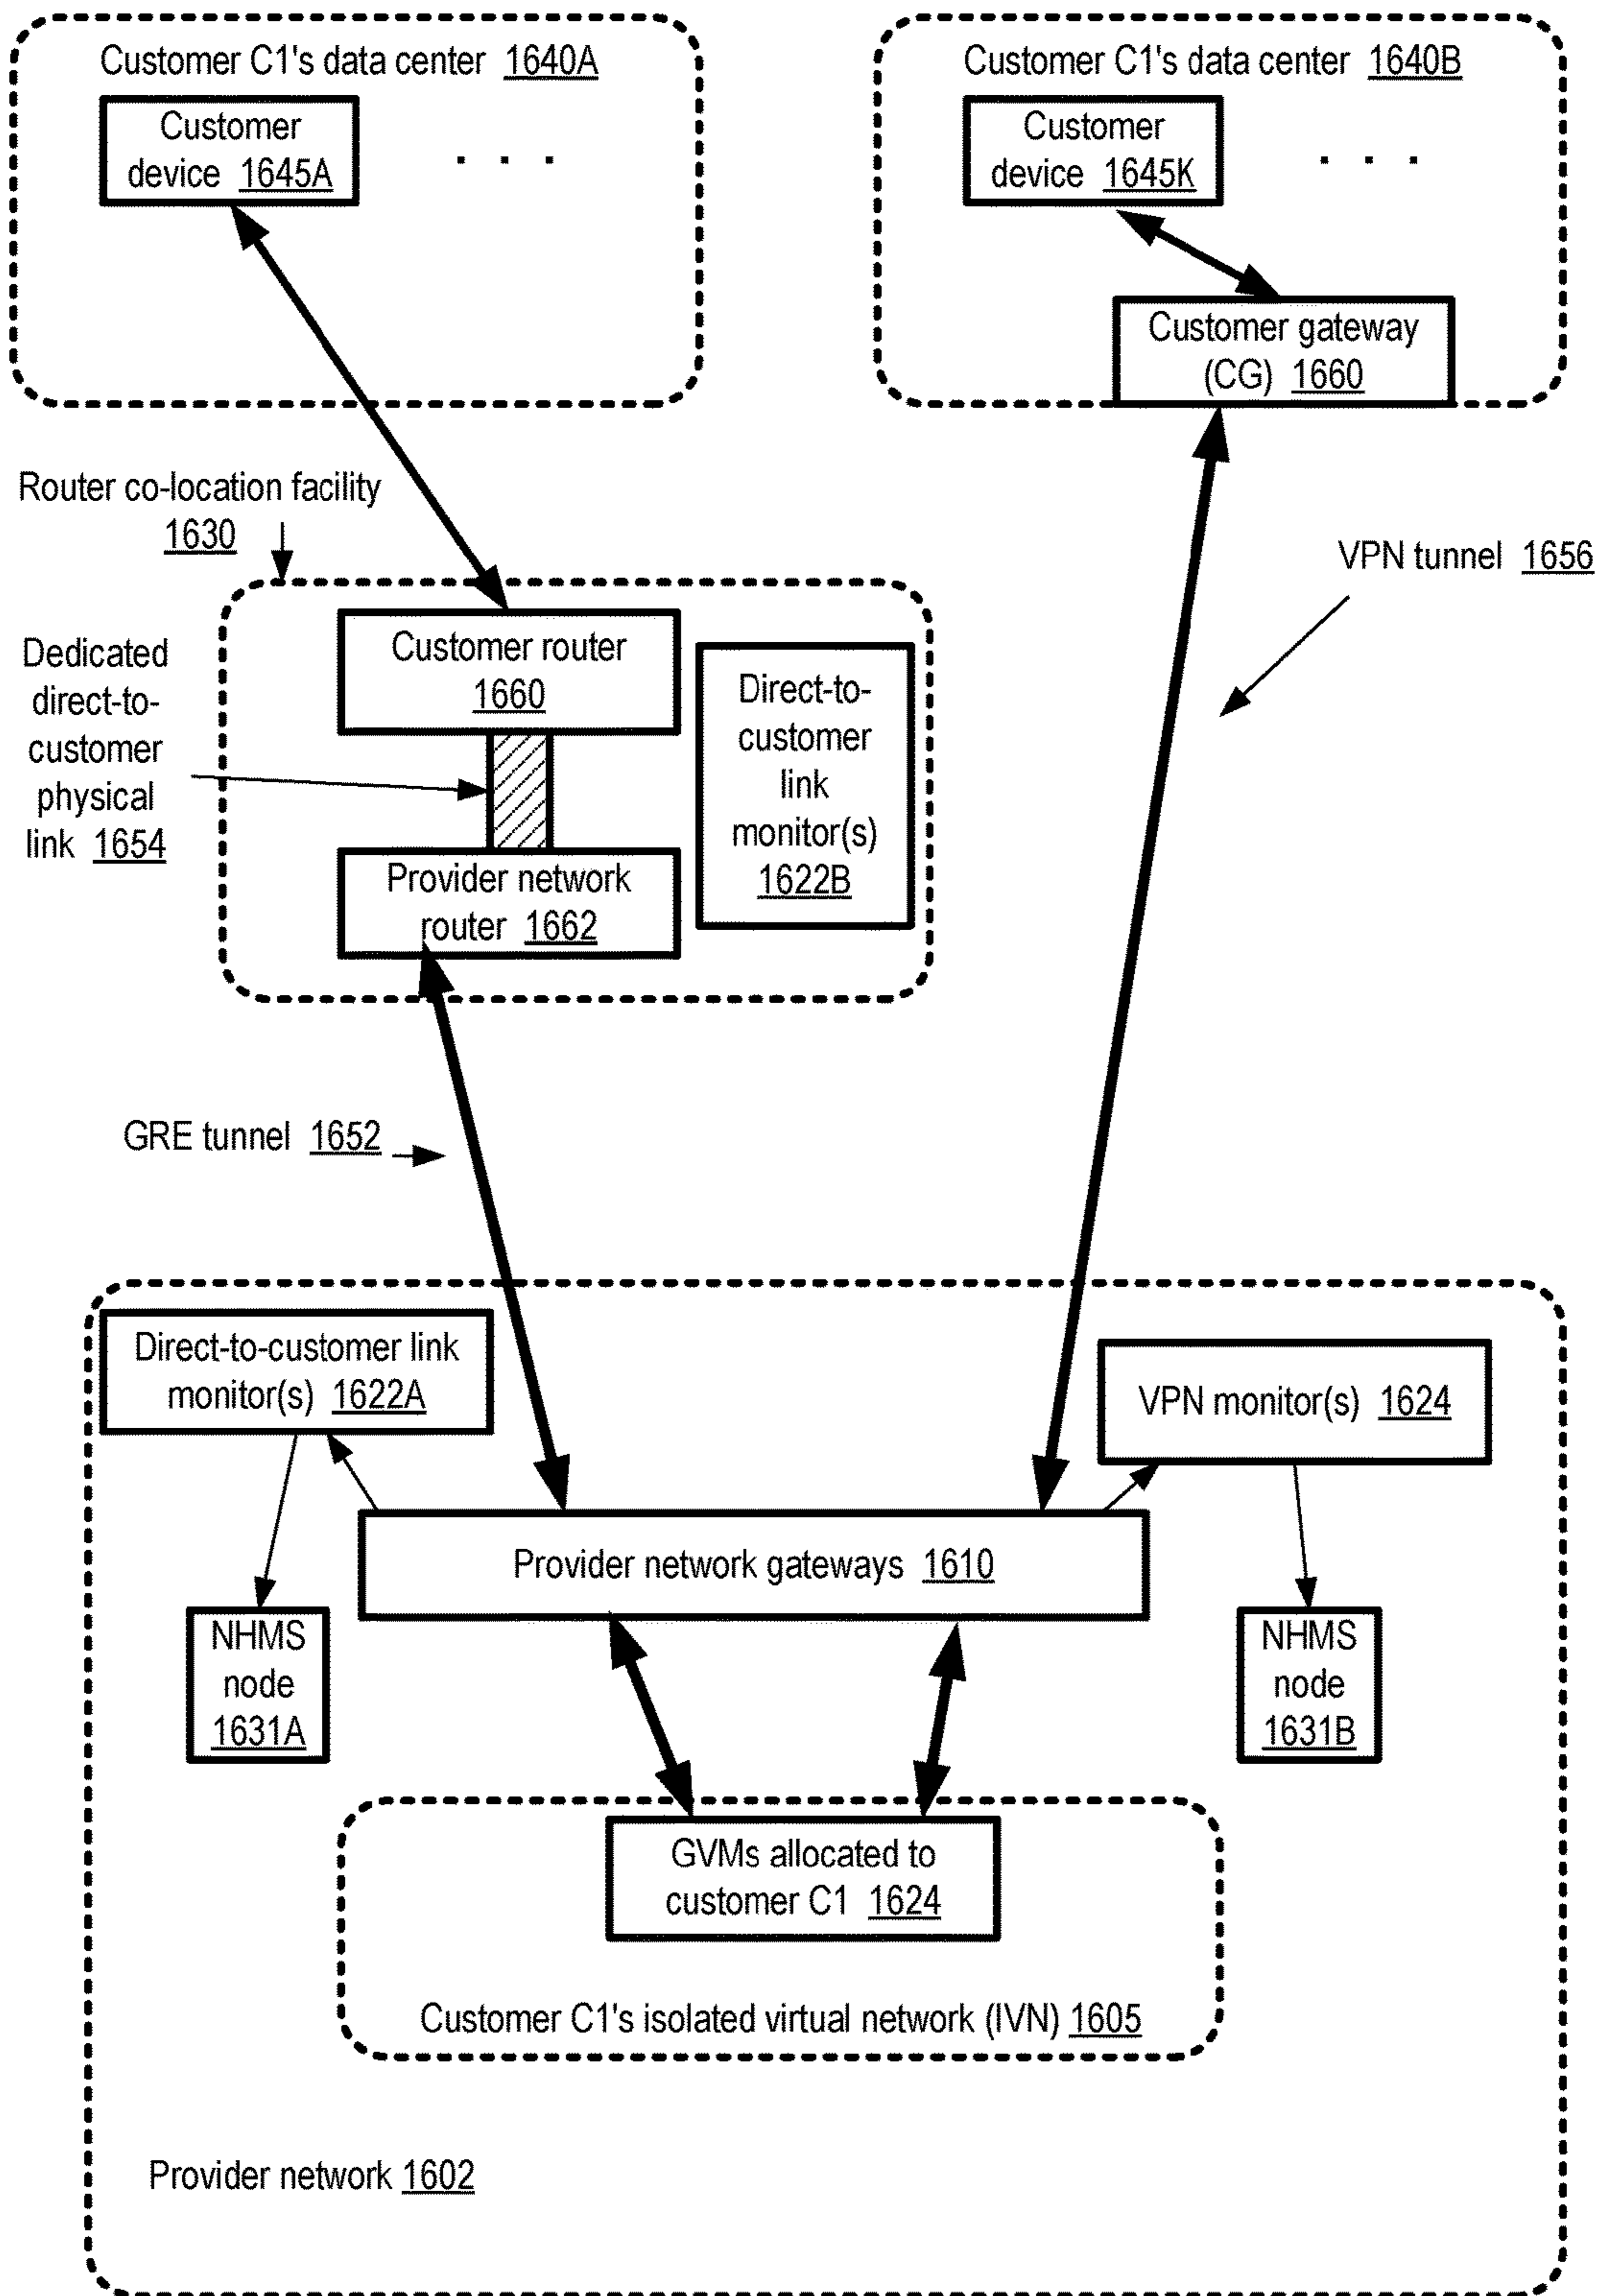 Customer C1's data center 1640A
Customer
device 1645A
. . .
Customer C1's data center 1640B
Customer
device 1645K
. . .
Customer gateway
(CG) 1660
Router co-location facility
1630
VPN tunnel 1656
Customer router
1660
Dedicated
direct-to-
customer
physical
link 1654
Direct-to-
customer
link
monitor(s)
1622B
Provider network
router 1662
GRE tunnel 1652
Direct-to-customer link
monitor(s) 1622A
VPN monitor(s) 1624
Provider network gateways 1610
NHMS
node
1631A
NHMS
node
1631B
GVMs allocated to
customer C1 1624
Customer C1's isolated virtual network (IVN) 1605
Provider network 1602